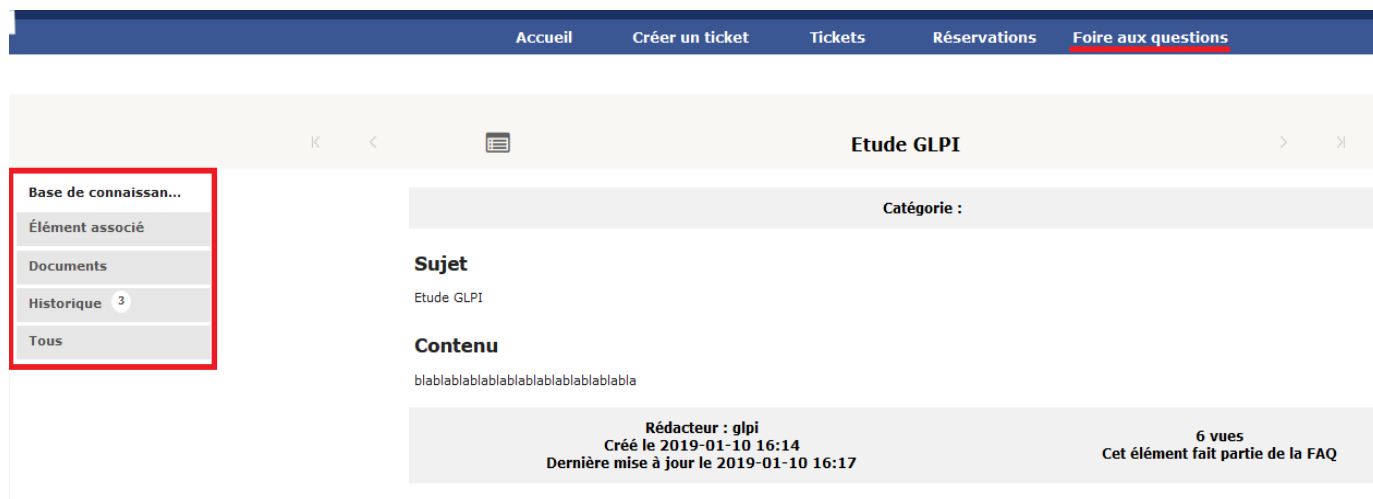 Accueil Créer un ticket Tickets Réservations Foire aux questions
Etude GLPI
Base de connaissan...
Élément associé
Documents
Historique 3
Tous
Catégorie :
Sujet
Etude GLPI
Contenu
blablablablablablablablablablabla
Rédacteur : glpi
Créé le 2019-01-10 16:14
Dernière mise à jour le 2019-01-10 16:17
6 vues
Cet élément fait partie de la FAQ